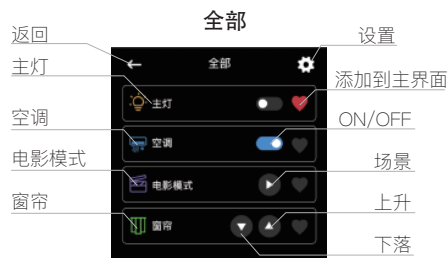 全部
返回
设置
← 全部
主灯
主灯
添加到主界面
空调
空调
ON/OFF
电影模式
电影模式
场景
窗帘
窗帘
上升
下落